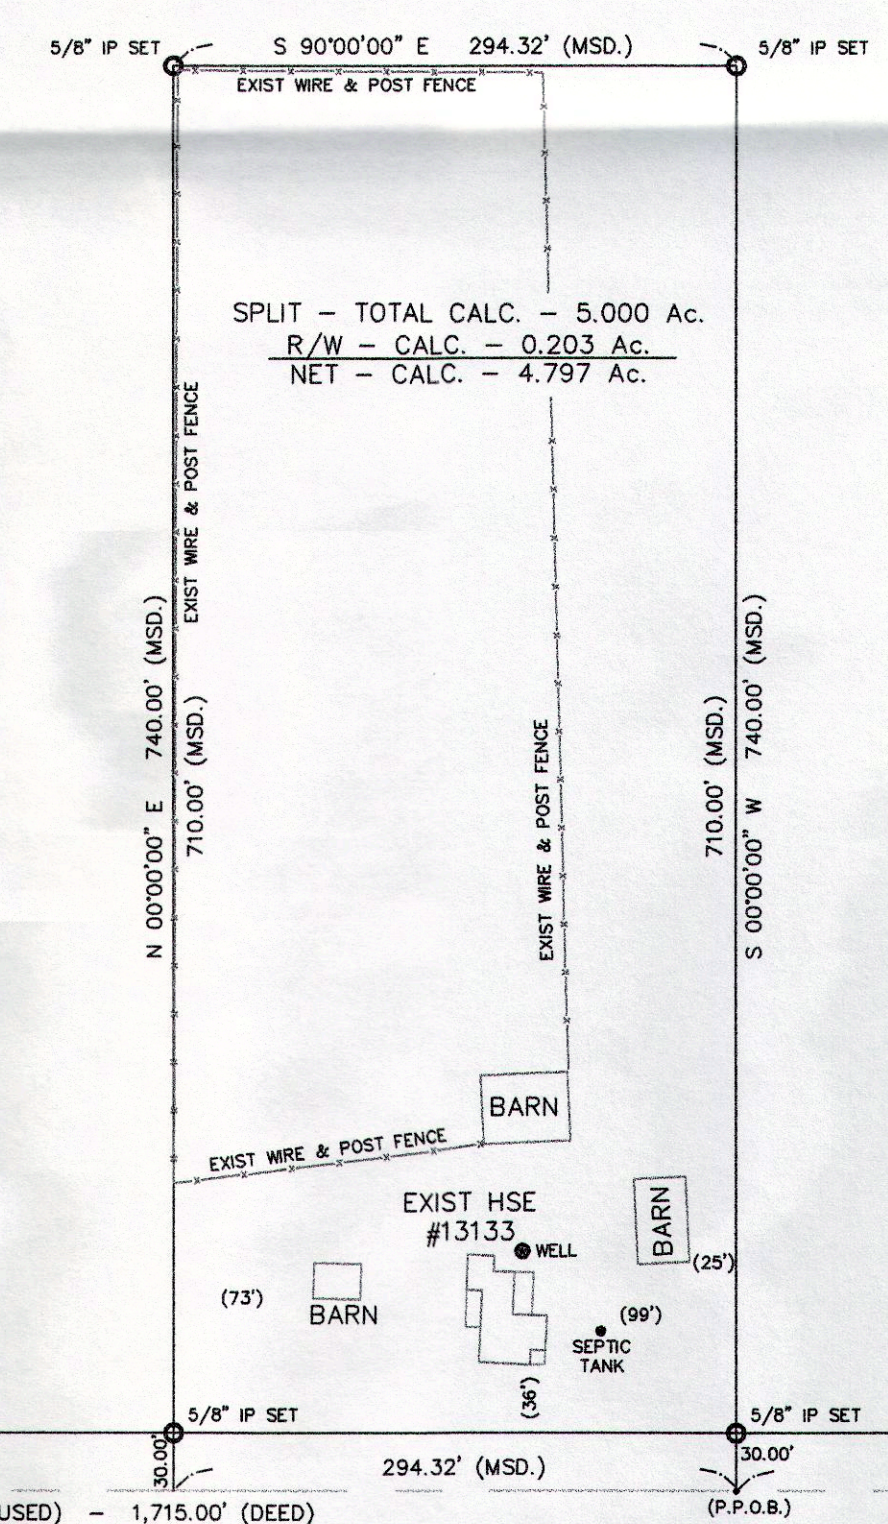 5/8" IP SET
S 90°00'00" E 294.32' (MSD.)
5/8" IP SET
EXIST WIRE & POST FENCE
SPLIT - TOTAL CALC. - 5.000 Ac.
R/W - CALC. - 0.203 Ac.
NET - CALC. - 4.797 Ac.
EXIST WIRE & POST FENCE
N 00°00'00" E 740.00' (MSD.)
710.00' (MSD.)
EXIST WIRE & POST FENCE
710.00' (MSD.)
S 00°00'00" W 740.00' (MSD.)
BARN
EXIST WIRE & POST FENCE
EXIST HSE
#13133
WELL
BARN
(25')
(73')
BARN
(99')
SEPTIC
TANK
(36')
5/8" IP SET
5/8" IP SET
30.00'
294.32' (MSD.)
30.00'
(P.P.O.B.)
USED) - 1,715.00' (DEED)